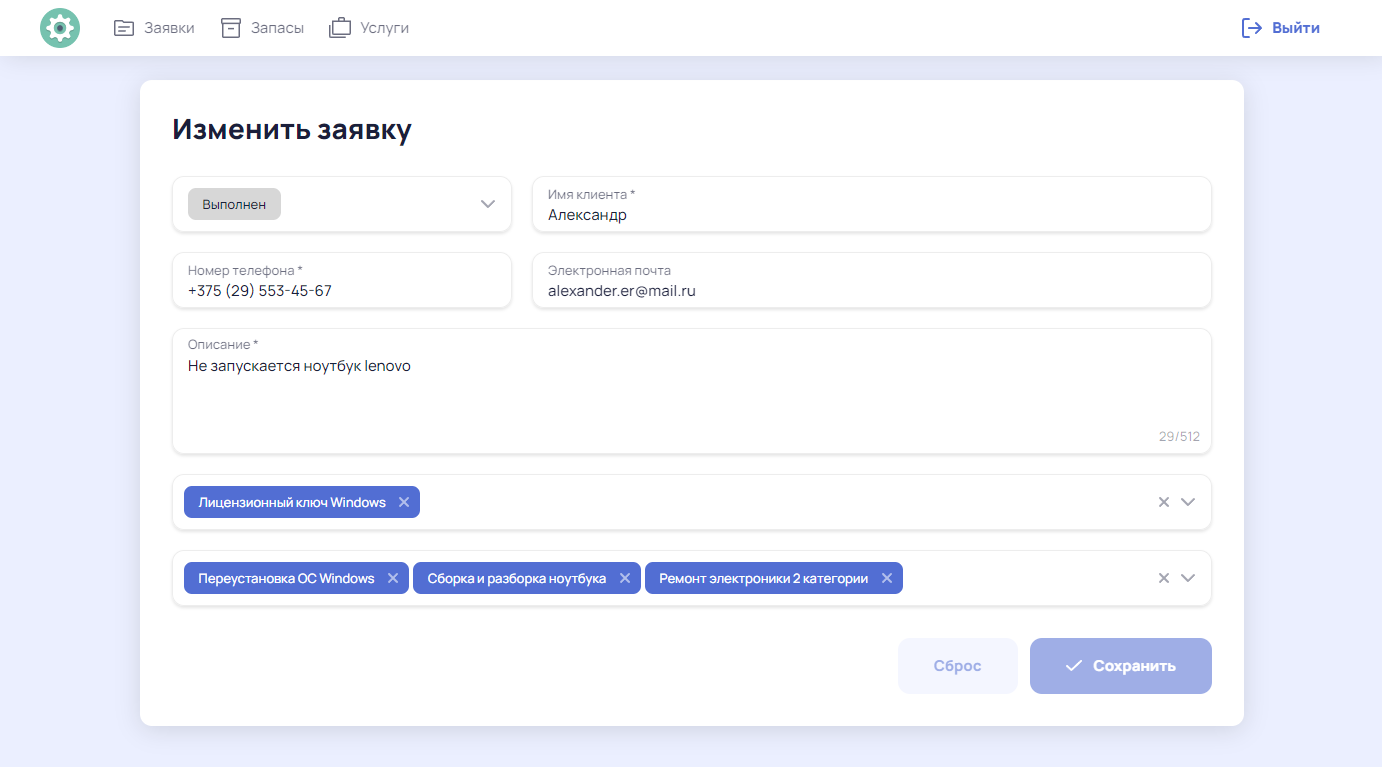 Заявки Запасы Услуги Выйти
Изменить заявку
Выполнен
Имя клиента *
Александр
Номер телефона *
+375 (29) 553-45-67
Электронная почта
alexander.er@mail.ru
Описание *
Не запускается ноутбук lenovo
29/512
Лицензионный ключ Windows
Переустановка ОС Windows Сборка и разборка ноутбука Ремонт электроники 2 категории
Сброс Сохранить